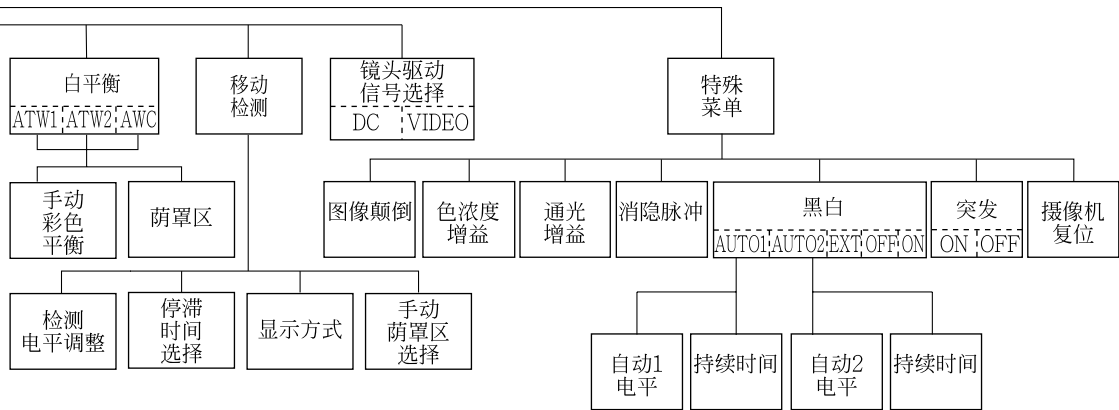 白平衡
ATW1 ATW2 AWC
移动
检测
镜头驱动
信号选择
DC VIDEO
特殊
菜单
手动
彩色
平衡
荫罩区
图像颠倒
色浓度
增益
通光
增益
消隐脉冲
黑白
AUTO1 AUTO2 EXT OFF ON
突发
ON OFF
摄像机
复位
检测
电平调整
停滞
时间
选择
显示方式
手动
荫罩区
选择
自动1
电平
持续时间
自动2
电平
持续时间